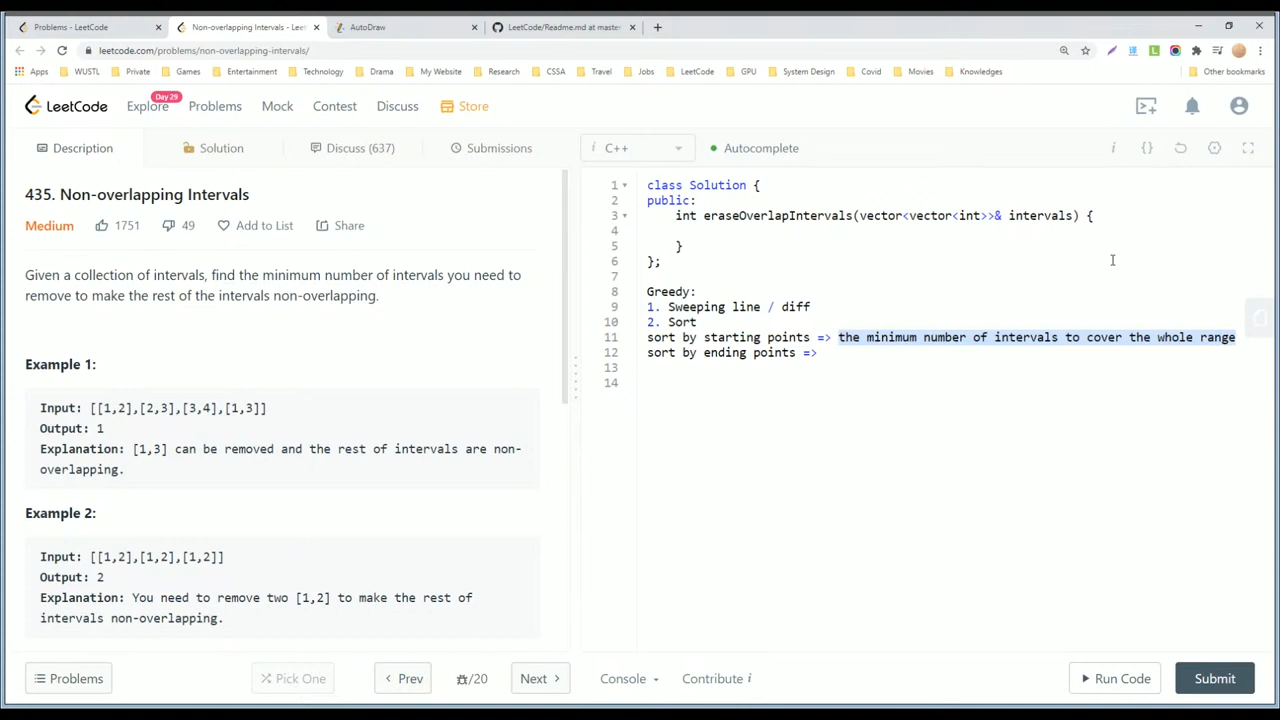 Problems - LeetCode
Non-overlapping Intervals - Leet
AutoDraw
LeetCode/Readme.md at master
leetcode.com/problems/non-overlapping-intervals/
Apps WUSTL Private Games Entertainment Technology Drama My Website Research CSSA Travel Jobs LeetCode GPU System Design Covid Movies Knowledges Other bookmarks
LeetCode Explore Day 29 Problems Mock Contest Discuss Store
Description Solution Discuss (637) Submissions
i C++ Autocomplete i {}
435. Non-overlapping Intervals
Medium 1751 49 Add to List Share
Given a collection of intervals, find the minimum number of intervals you need to
remove to make the rest of the intervals non-overlapping.
Example 1:
Input: [[1,2],[2,3],[3,4],[1,3]]
Output: 1
Explanation: [1,3] can be removed and the rest of intervals are non-
overlapping.
Example 2:
Input: [[1,2],[1,2],[1,2]]
Output: 2
Explanation: You need to remove two [1,2] to make the rest of
intervals non-overlapping.
1 class Solution {
2 public:
3 int eraseOverlapIntervals(vector<vector<int>>& intervals) {
4
5 }
6 };
7
8 Greedy:
9 1. Sweeping line / diff
10 2. Sort
11 sort by starting points => the minimum number of intervals to cover the whole range
12 sort by ending points =>
13
14
Problems Pick One Prev /20 Next Console Contribute i Run Code Submit